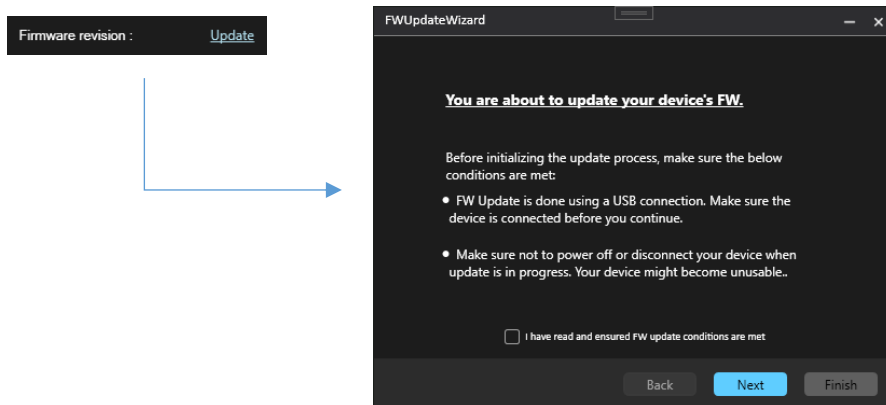 Firmware revision : Update
FWUpdateWizard
You are about to update your device's FW.
Before initializing the update process, make sure the below
conditions are met:
• FW Update is done using a USB connection. Make sure the
device is connected before you continue.
• Make sure not to power off or disconnect your device when
update is in progress. Your device might become unusable..
I have read and ensured FW update conditions are met
Back Next Finish